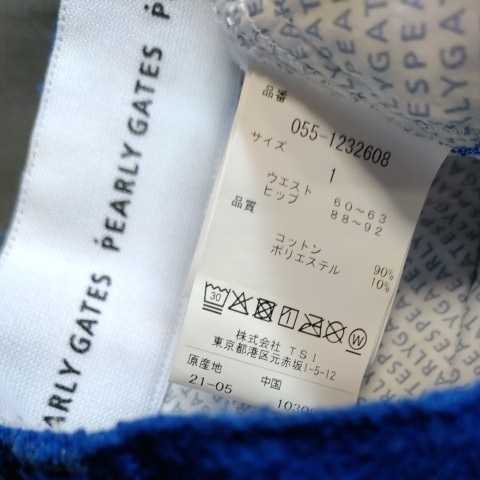 PEARLY GATES
PEARLY GATES
PEARLY GATES
品番
055-1232608
サイズ
1
ウエスト 60～63
ヒップ 88～92
品質
コットン 90%
ポリエステル 10%
30
W
株式会社 TSI
東京都港区元赤坂1-5-12
原産地 中国
21-05